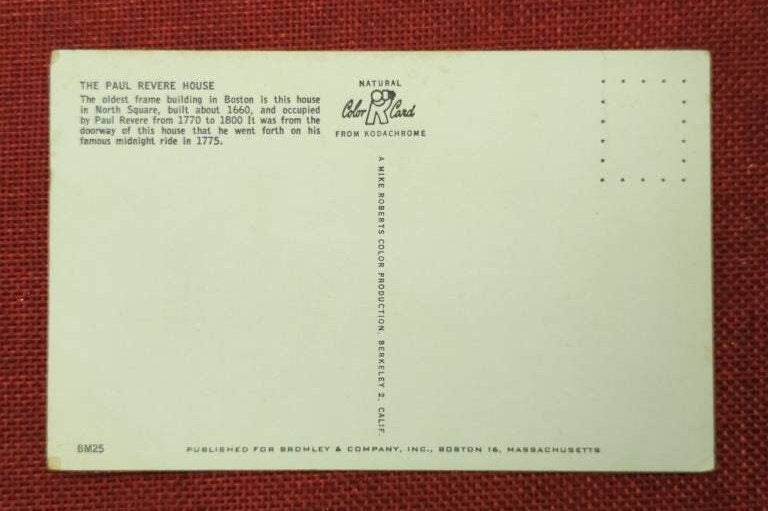 THE PAUL REVERE HOUSE
The oldest frame building in Boston is this house
in North Square, built about 1660, and occupied
by Paul Revere from 1770 to 1800 It was from the
doorway of this house that he went forth on his
famous midnight ride in 1775.
NATURAL
Color Card
FROM KODACHROME
A MIKE ROBERTS COLOR PRODUCTION, BERKELEY 2, CALIF.
BM25
PUBLISHED FOR BROMLEY & COMPANY, INC., BOSTON 16, MASSACHUSETTS